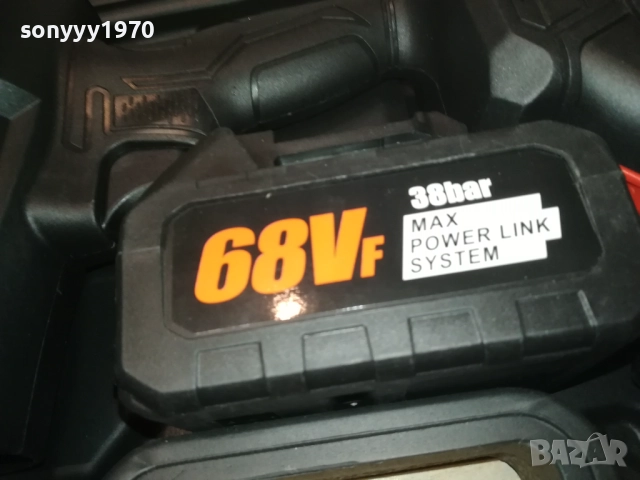 sonyyy1970
38bar
68VF
MAX
POWER LINK
SYSTEM
BAZAR